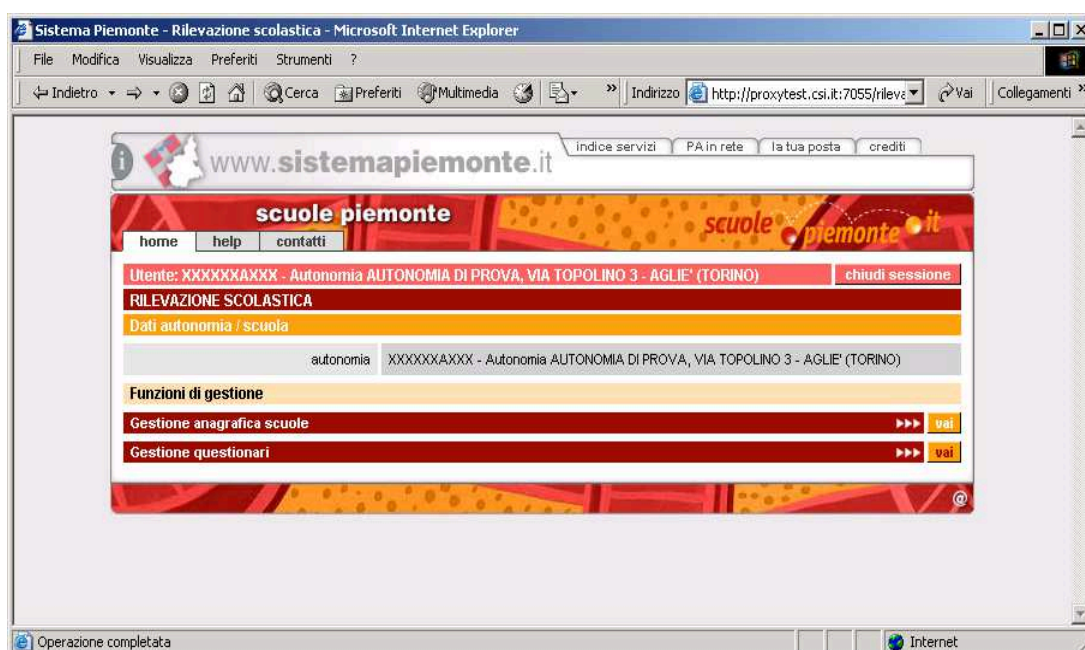 Sistema Piemonte - Rilevazione scolastica - Microsoft Internet Explorer
File Modifica Visualizza Preferiti Strumenti ?
Indietro Cerca Preferiti Multimedia » Indirizzo http://proxytest.csi.it:7055/rileva Vai Collegamenti »
i www.sistemapiemonte.it indice servizi PA in rete la tua posta crediti
scuole piemonte scuole piemonte it
home help contatti
Utente: XXXXXXAXXX - Autonomia AUTONOMIA DI PROVA, VIA TOPOLINO 3 - AGLIE' (TORINO) chiudi sessione
RILEVAZIONE SCOLASTICA
Dati autonomia / scuola
autonomia XXXXXXAXXX - Autonomia AUTONOMIA DI PROVA, VIA TOPOLINO 3 - AGLIE' (TORINO)
Funzioni di gestione
Gestione anagrafica scuole vai
Gestione questionari vai
@
Operazione completata Internet